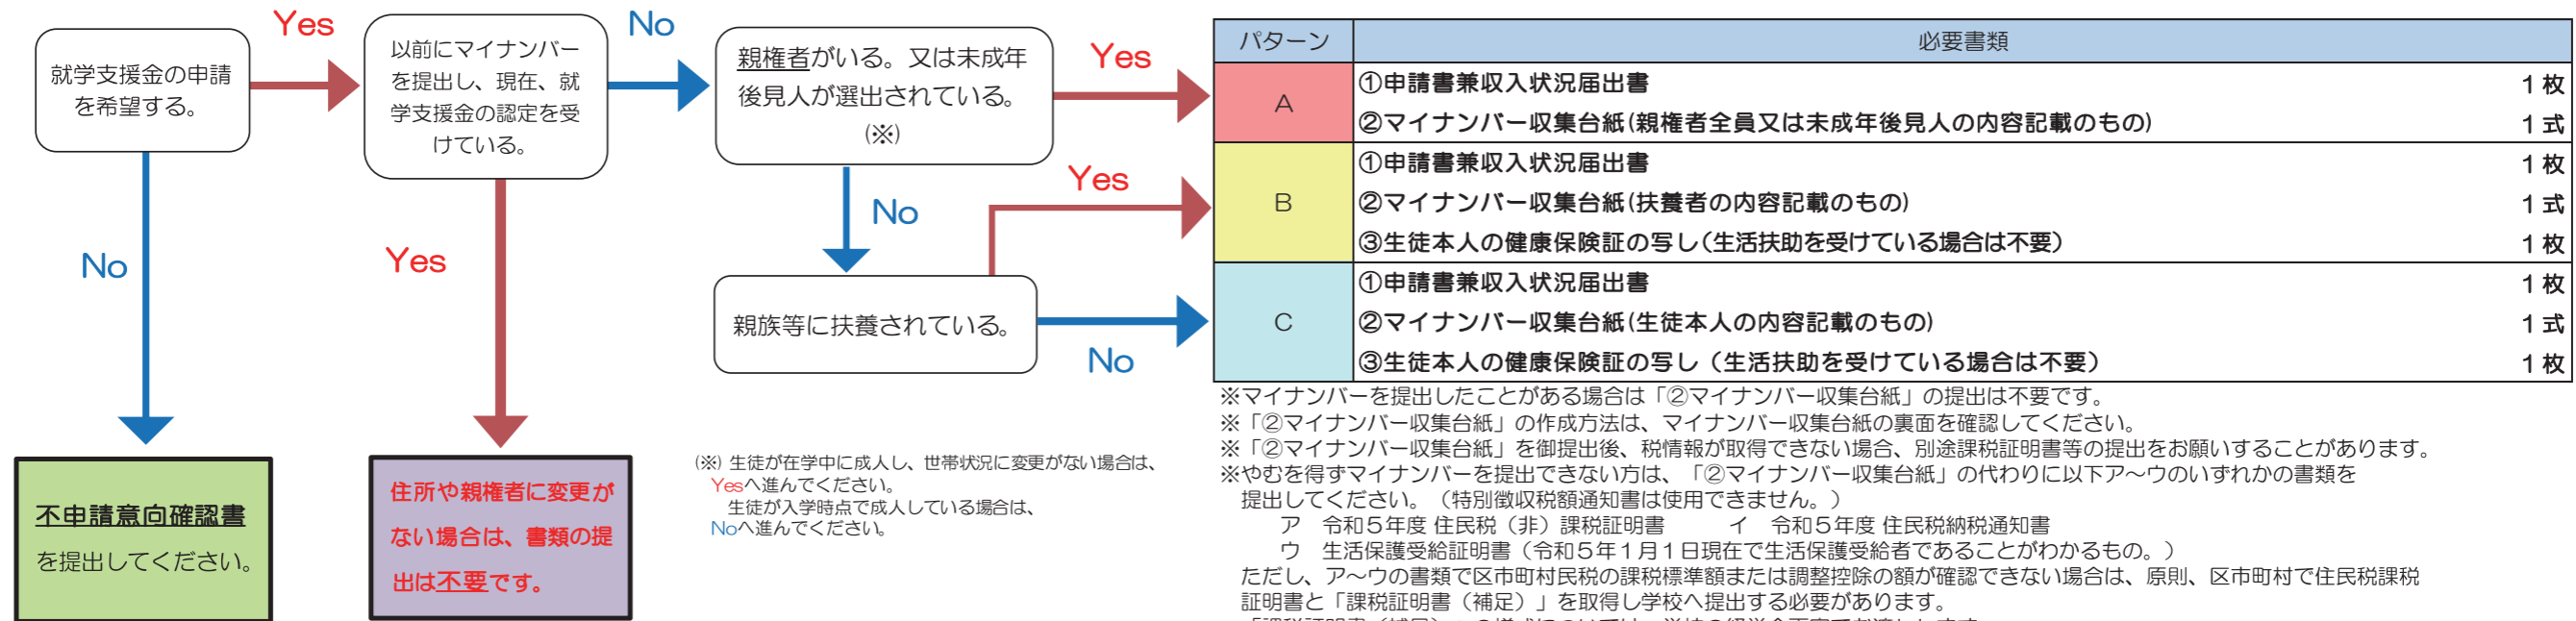 Yes
就学支援金の申請
を希望する。
No
不申請意向確認書
を提出してください。
以前にマイナンバー
を提出し、現在、就
学支援金の認定を受
けている。
No
Yes
住所や親権者に変更が
ない場合は、書類の提
出は不要です。
親権者がいる。又は未成年
後見人が選出されている。
(※)
Yes
No
親族等に扶養されている。
Yes
No
(※) 生徒が在学中に成人し、世帯状況に変更がない場合は、
Yesへ進んでください。
生徒が入学時点で成人している場合は、
Noへ進んでください。
パターン 必要書類
A
①申請書兼収入状況届出書 1枚
②マイナンバー収集台紙(親権者全員又は未成年後見人の内容記載のもの) 1式
B
①申請書兼収入状況届出書 1枚
②マイナンバー収集台紙(扶養者の内容記載のもの) 1式
③生徒本人の健康保険証の写し(生活扶助を受けている場合は不要) 1枚
C
①申請書兼収入状況届出書 1枚
②マイナンバー収集台紙(生徒本人の内容記載のもの) 1式
③生徒本人の健康保険証の写し（生活扶助を受けている場合は不要） 1枚
※マイナンバーを提出したことがある場合は「②マイナンバー収集台紙」の提出は不要です。
※「②マイナンバー収集台紙」の作成方法は、マイナンバー収集台紙の裏面を確認してください。
※「②マイナンバー収集台紙」を御提出後、税情報が取得できない場合、別途課税証明書等の提出をお願いすることがあります。
※やむを得ずマイナンバーを提出できない方は、「②マイナンバー収集台紙」の代わりに以下ア～ウのいずれかの書類を
提出してください。（特別徴収税額通知書は使用できません。）
ア　令和５年度 住民税（非）課税証明書　　イ　令和５年度 住民税納税通知書
ウ　生活保護受給証明書（令和５年１月１日現在で生活保護受給者であることがわかるもの。）
ただし、ア～ウの書類で区市町村民税の課税標準額または調整控除の額が確認できない場合は、原則、区市町村で住民税課税
証明書と「課税証明書（補足）」を取得し学校へ提出する必要があります。